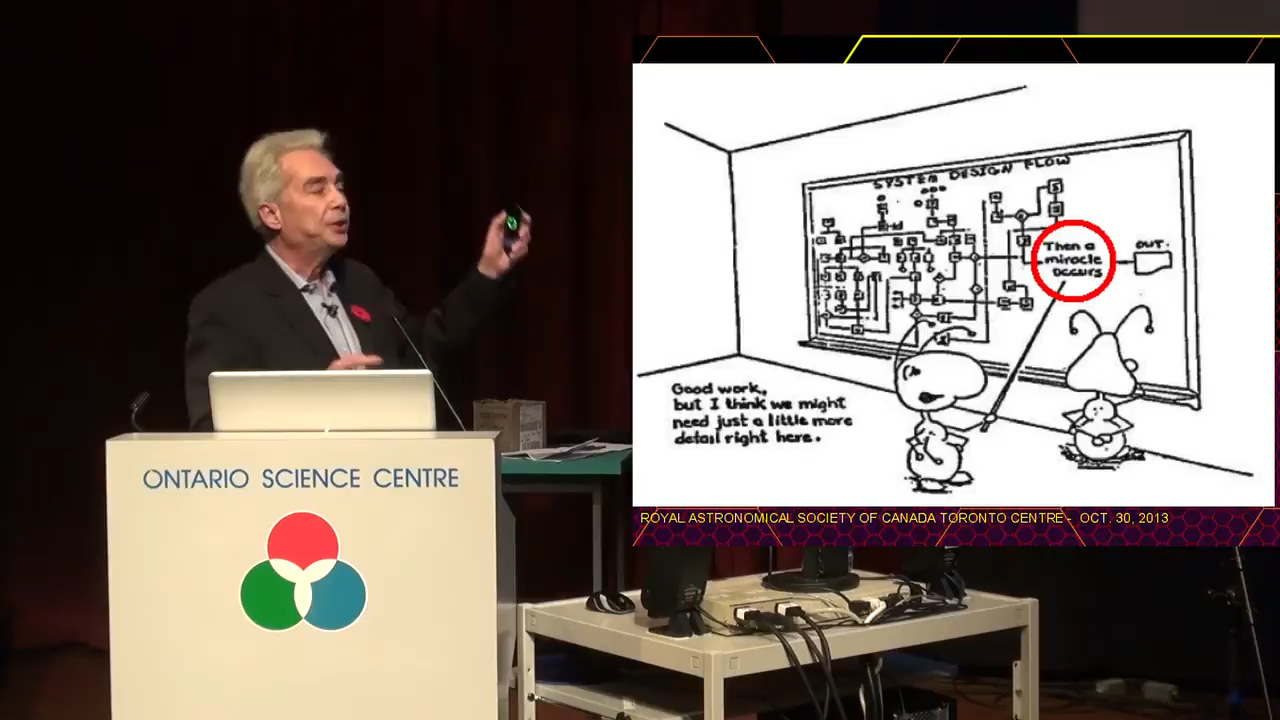 ONTARIO SCIENCE CENTRE
SYSTEM DESIGN FLOW
Then a
miracle
occurs
OUT.
Good work,
but I think we might
need just a little more
detail right here.
ROYAL ASTRONOMICAL SOCIETY OF CANADA TORONTO CENTRE - OCT. 30, 2013